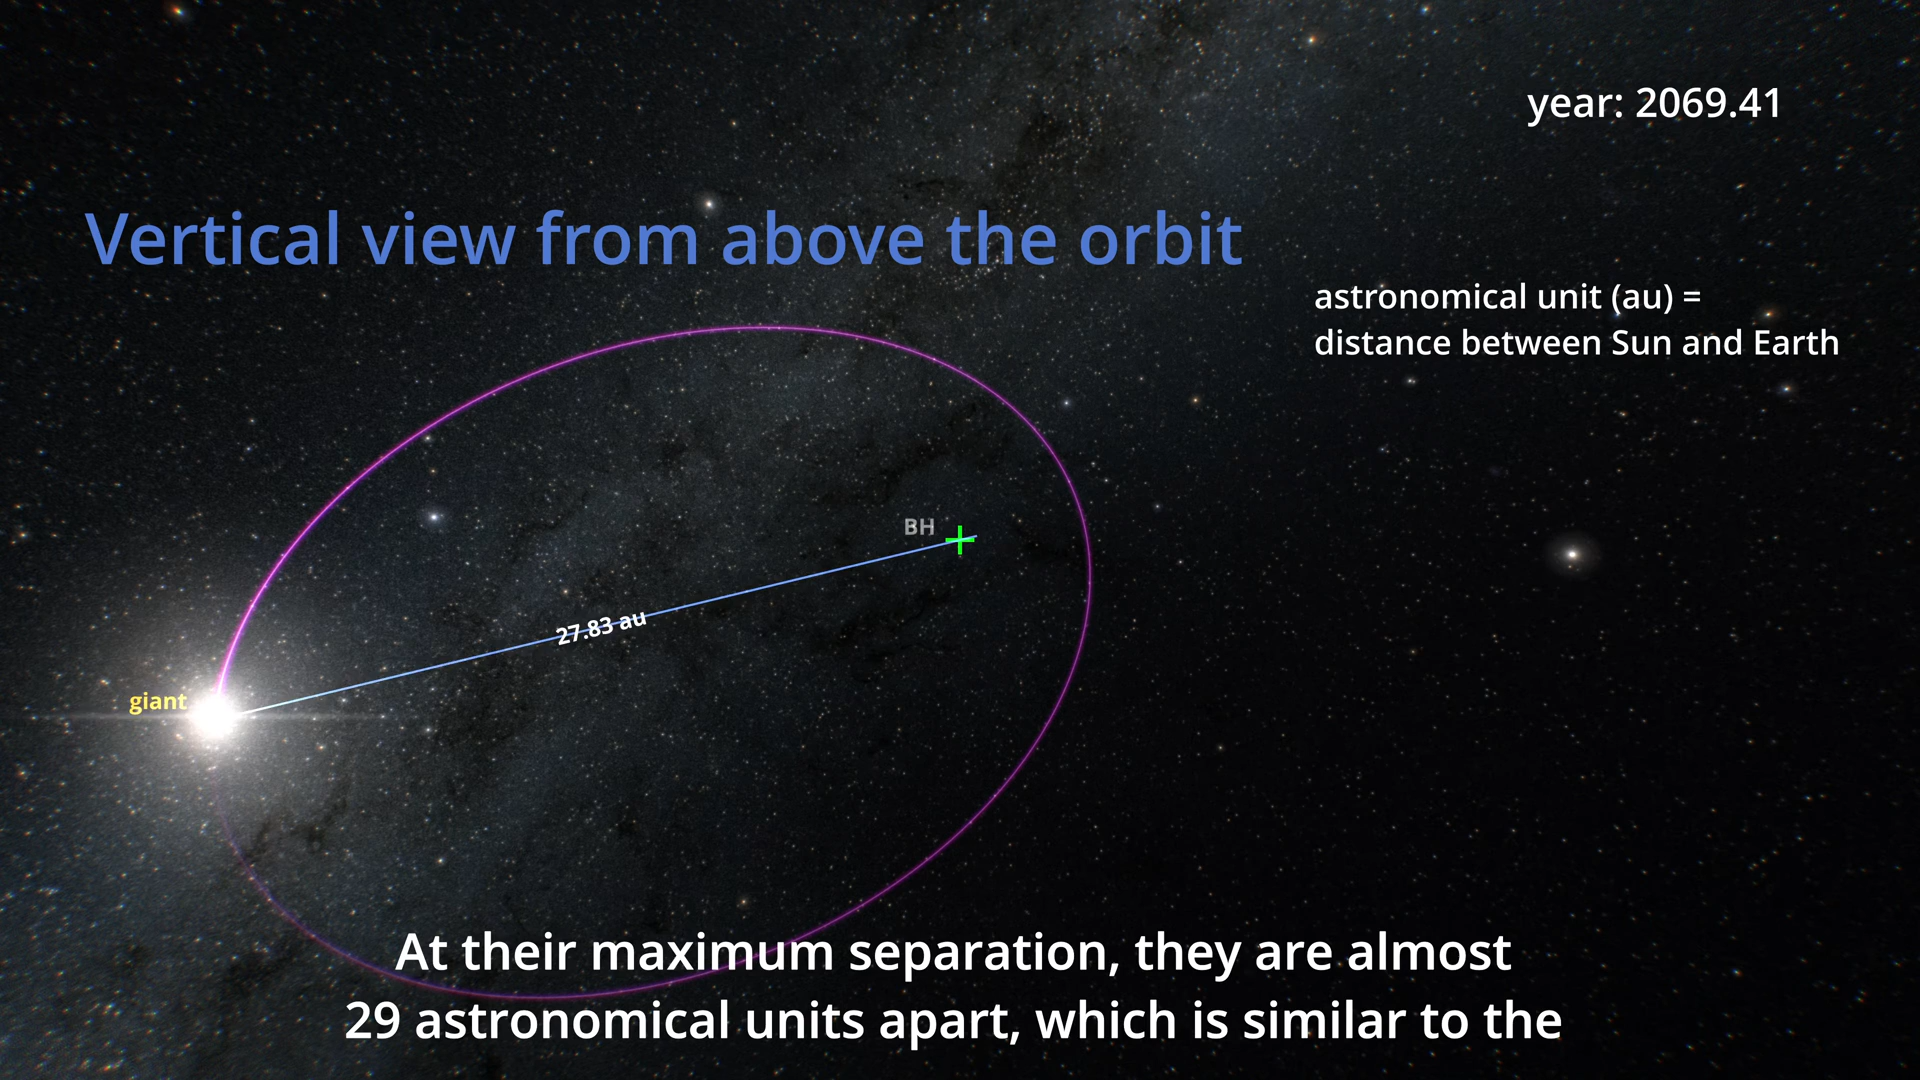 year: 2069.41
Vertical view from above the orbit
astronomical unit (au) =
distance between Sun and Earth
BH
27.83 au
giant
At their maximum separation, they are almost
29 astronomical units apart, which is similar to the